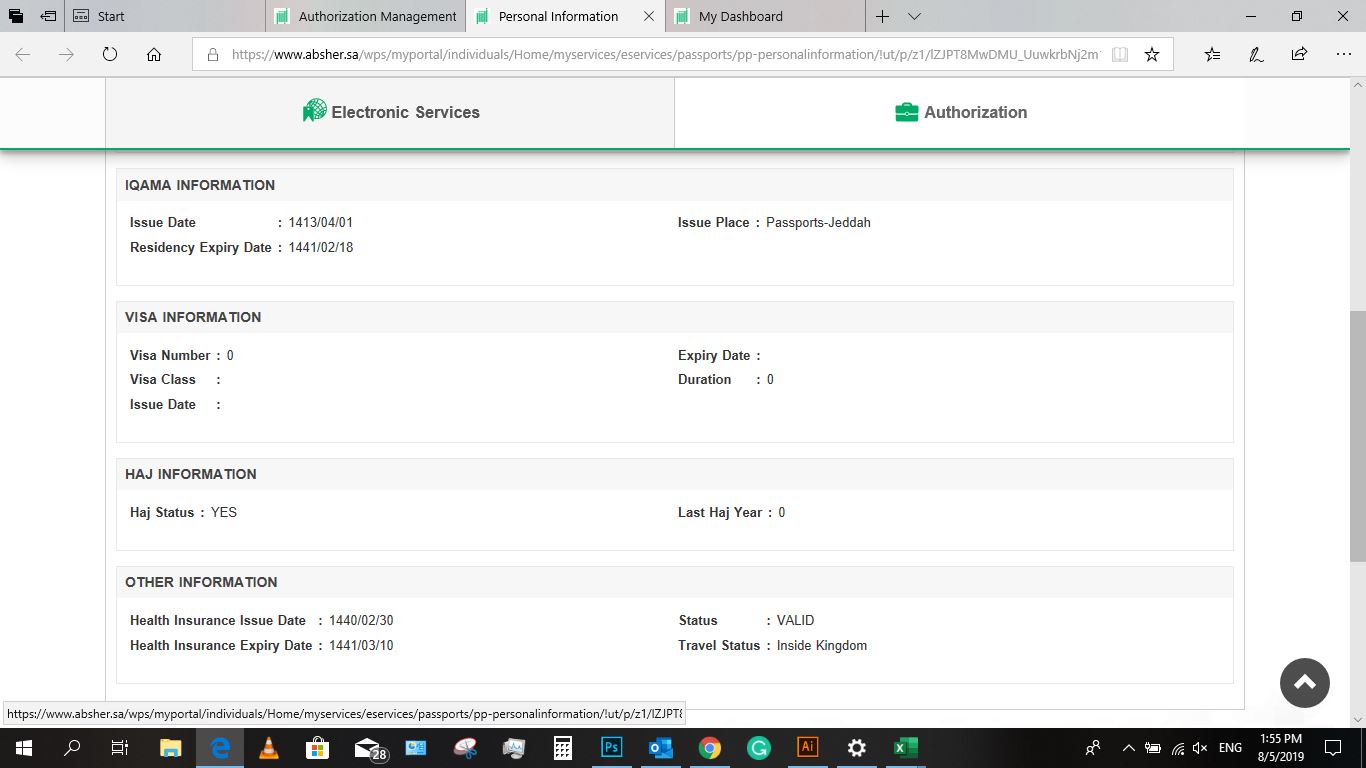 Start
Authorization Management
Personal Information
My Dashboard
https://www.absher.sa/wps/myportal/individuals/Home/myservices/eservices/passports/pp-personalinformation/!ut/p/z1/lZJPT8MwDMU_UuwkrbNj2m
Electronic Services
Authorization
IQAMA INFORMATION
Issue Date : 1413/04/01
Issue Place : Passports-Jeddah
Residency Expiry Date : 1441/02/18
VISA INFORMATION
Visa Number : 0
Expiry Date :
Visa Class :
Duration : 0
Issue Date :
HAJ INFORMATION
Haj Status : YES
Last Haj Year : 0
OTHER INFORMATION
Health Insurance Issue Date : 1440/02/30
Status : VALID
Health Insurance Expiry Date : 1441/03/10
Travel Status : Inside Kingdom
https://www.absher.sa/wps/myportal/individuals/Home/myservices/eservices/passports/pp-personalinformation/!ut/p/z1/lZJPT8
28
Ps
Ai
ENG
1:55 PM
8/5/2019